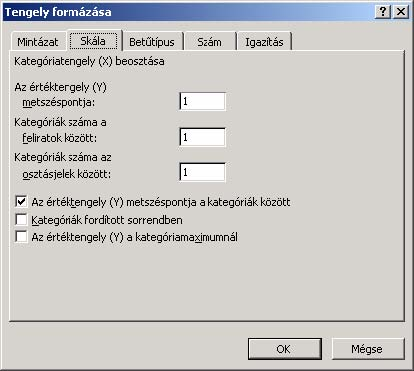 Tengely formázása
Mintázat Skála Betűtípus Szám Igazítás
Kategóriatengely (X) beosztása
Az értéktengely (Y)
metszéspontja: 1
Kategóriák száma a
feliratok között: 1
Kategóriák száma az
osztásjelek között: 1
Az értéktengely (Y) metszéspontja a kategóriák között
Kategóriák fordított sorrendben
Az értéktengely (Y) a kategóriamaximumnál
OK Mégse